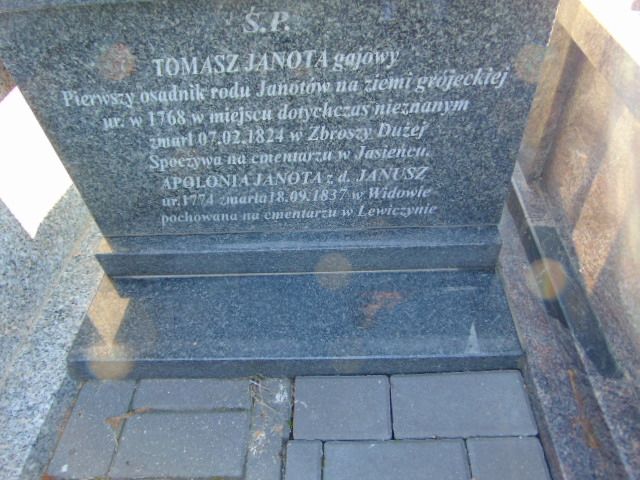 Ś.P.
TOMASZ JANOTA gajowy
Pierwszy osadnik rodu Janotów na ziemi grójeckiej
ur. w 1768 w miejscu dotychczas nieznanym
zmarł 07.02.1824 w Zbroszy Dużej
Spoczywa na cmentarzu w Jasieńcu.
APOLONIA JANOTA z d. JANUSZ
ur.1774 zmarła18.09.1837 w Widowie
pochowana na cmentarzu w Lewiczynie